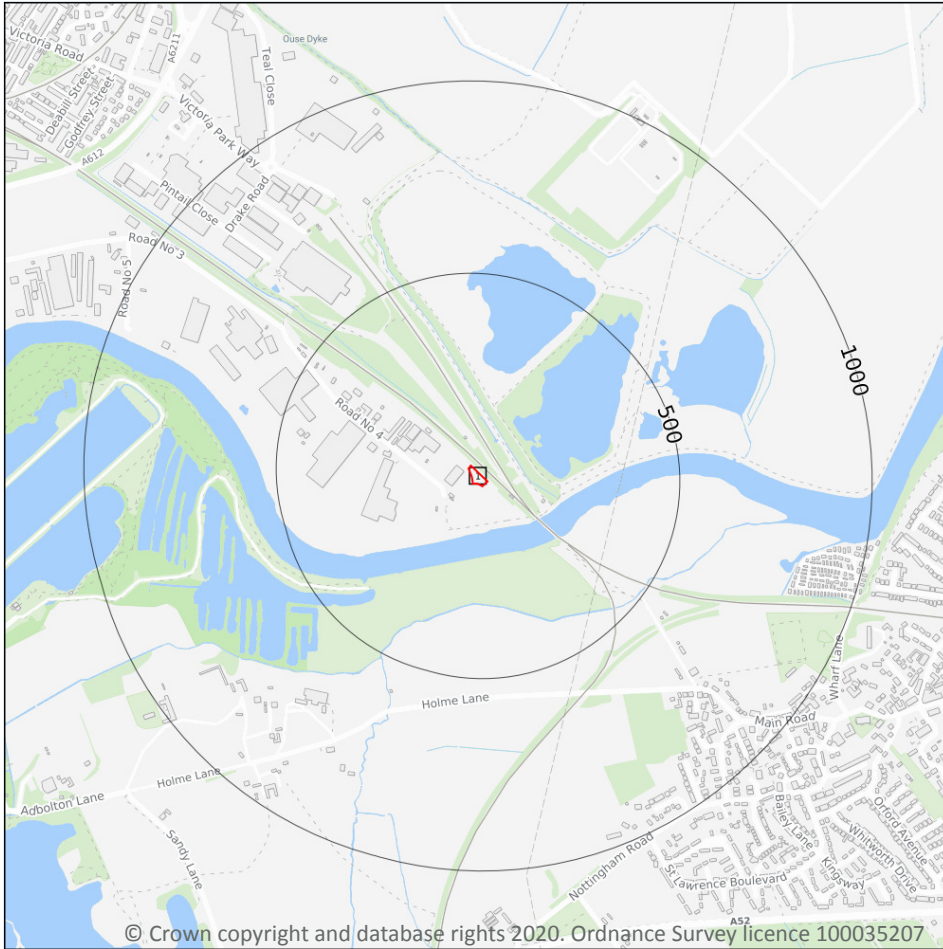 Victoria Road
A6211
Teal Close
Ouse Dyke
Deabill Street
Godfrey Street
Victoria Park Way
A612
Pintail Close
Drake Road
Road No 3
Road No 5
1000
Road No 4
500
1
Holme Lane
Wharf Lane
Main Road
Holme Lane
Adbolton Lane
Sandy Lane
Bailey Lane
Orford Avenue
Whitworth Drive
Kingsway
Nottingham Road
St Lawrence Boulevard
A52
© Crown copyright and database rights 2020. Ordnance Survey licence 100035207